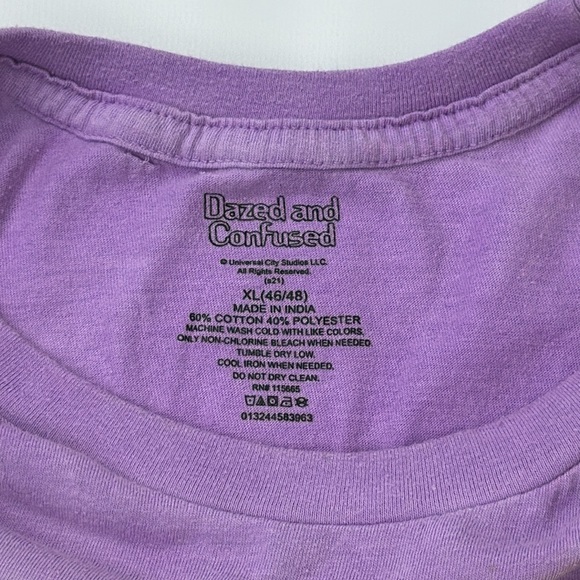 Dazed and
Confused
© Universal City Studios LLC.
All Rights Reserved.
(s21)
XL(46/48)
MADE IN INDIA
60% COTTON 40% POLYESTER
MACHINE WASH COLD WITH LIKE COLORS,
ONLY NON-CHLORINE BLEACH WHEN NEEDED.
TUMBLE DRY LOW.
COOL IRON WHEN NEEDED.
DO NOT DRY CLEAN.
RN# 115665
013244583963